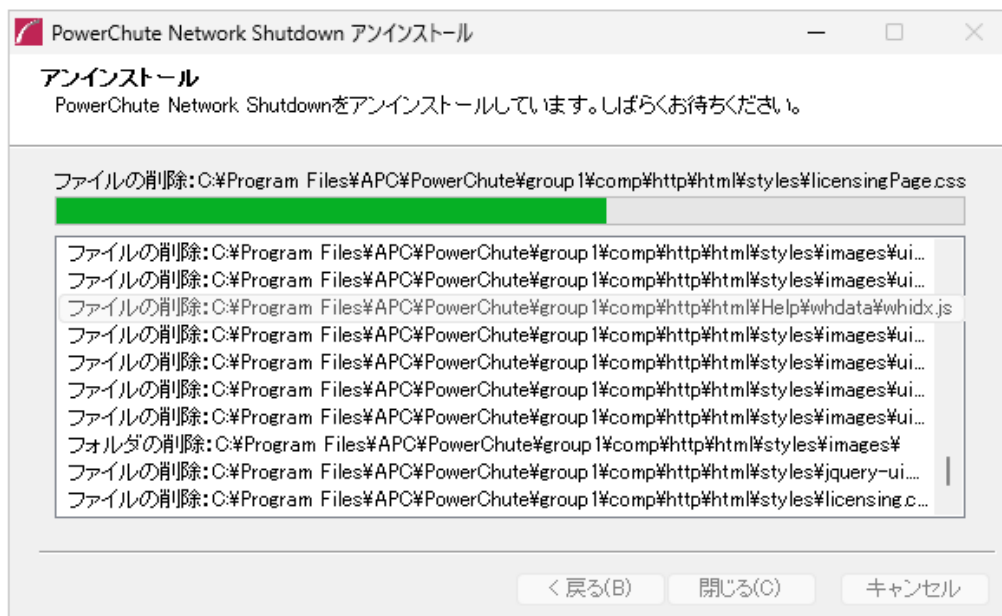 PowerChute Network Shutdown アンインストール
アンインストール
PowerChute Network Shutdownをアンインストールしています。しばらくお待ちください。
ファイルの削除:C:¥Program Files¥APC¥PowerChute¥group1¥comp¥http¥html¥styles¥licensingPage.css
ファイルの削除:C:¥Program Files¥APC¥PowerChute¥group1¥comp¥http¥html¥styles¥images¥ui...
ファイルの削除:C:¥Program Files¥APC¥PowerChute¥group1¥comp¥http¥html¥styles¥images¥ui...
ファイルの削除:C:¥Program Files¥APC¥PowerChute¥group1¥comp¥http¥html¥Help¥whdata¥whidx.js
ファイルの削除:C:¥Program Files¥APC¥PowerChute¥group1¥comp¥http¥html¥styles¥images¥ui...
ファイルの削除:C:¥Program Files¥APC¥PowerChute¥group1¥comp¥http¥html¥styles¥images¥ui...
ファイルの削除:C:¥Program Files¥APC¥PowerChute¥group1¥comp¥http¥html¥styles¥images¥ui...
ファイルの削除:C:¥Program Files¥APC¥PowerChute¥group1¥comp¥http¥html¥styles¥images¥ui...
フォルダの削除:C:¥Program Files¥APC¥PowerChute¥group1¥comp¥http¥html¥styles¥images¥
ファイルの削除:C:¥Program Files¥APC¥PowerChute¥group1¥comp¥http¥html¥styles¥jquery-ui....
ファイルの削除:C:¥Program Files¥APC¥PowerChute¥group1¥comp¥http¥html¥styles¥licensing.c...
< 戻る(B)
閉じる(C)
キャンセル